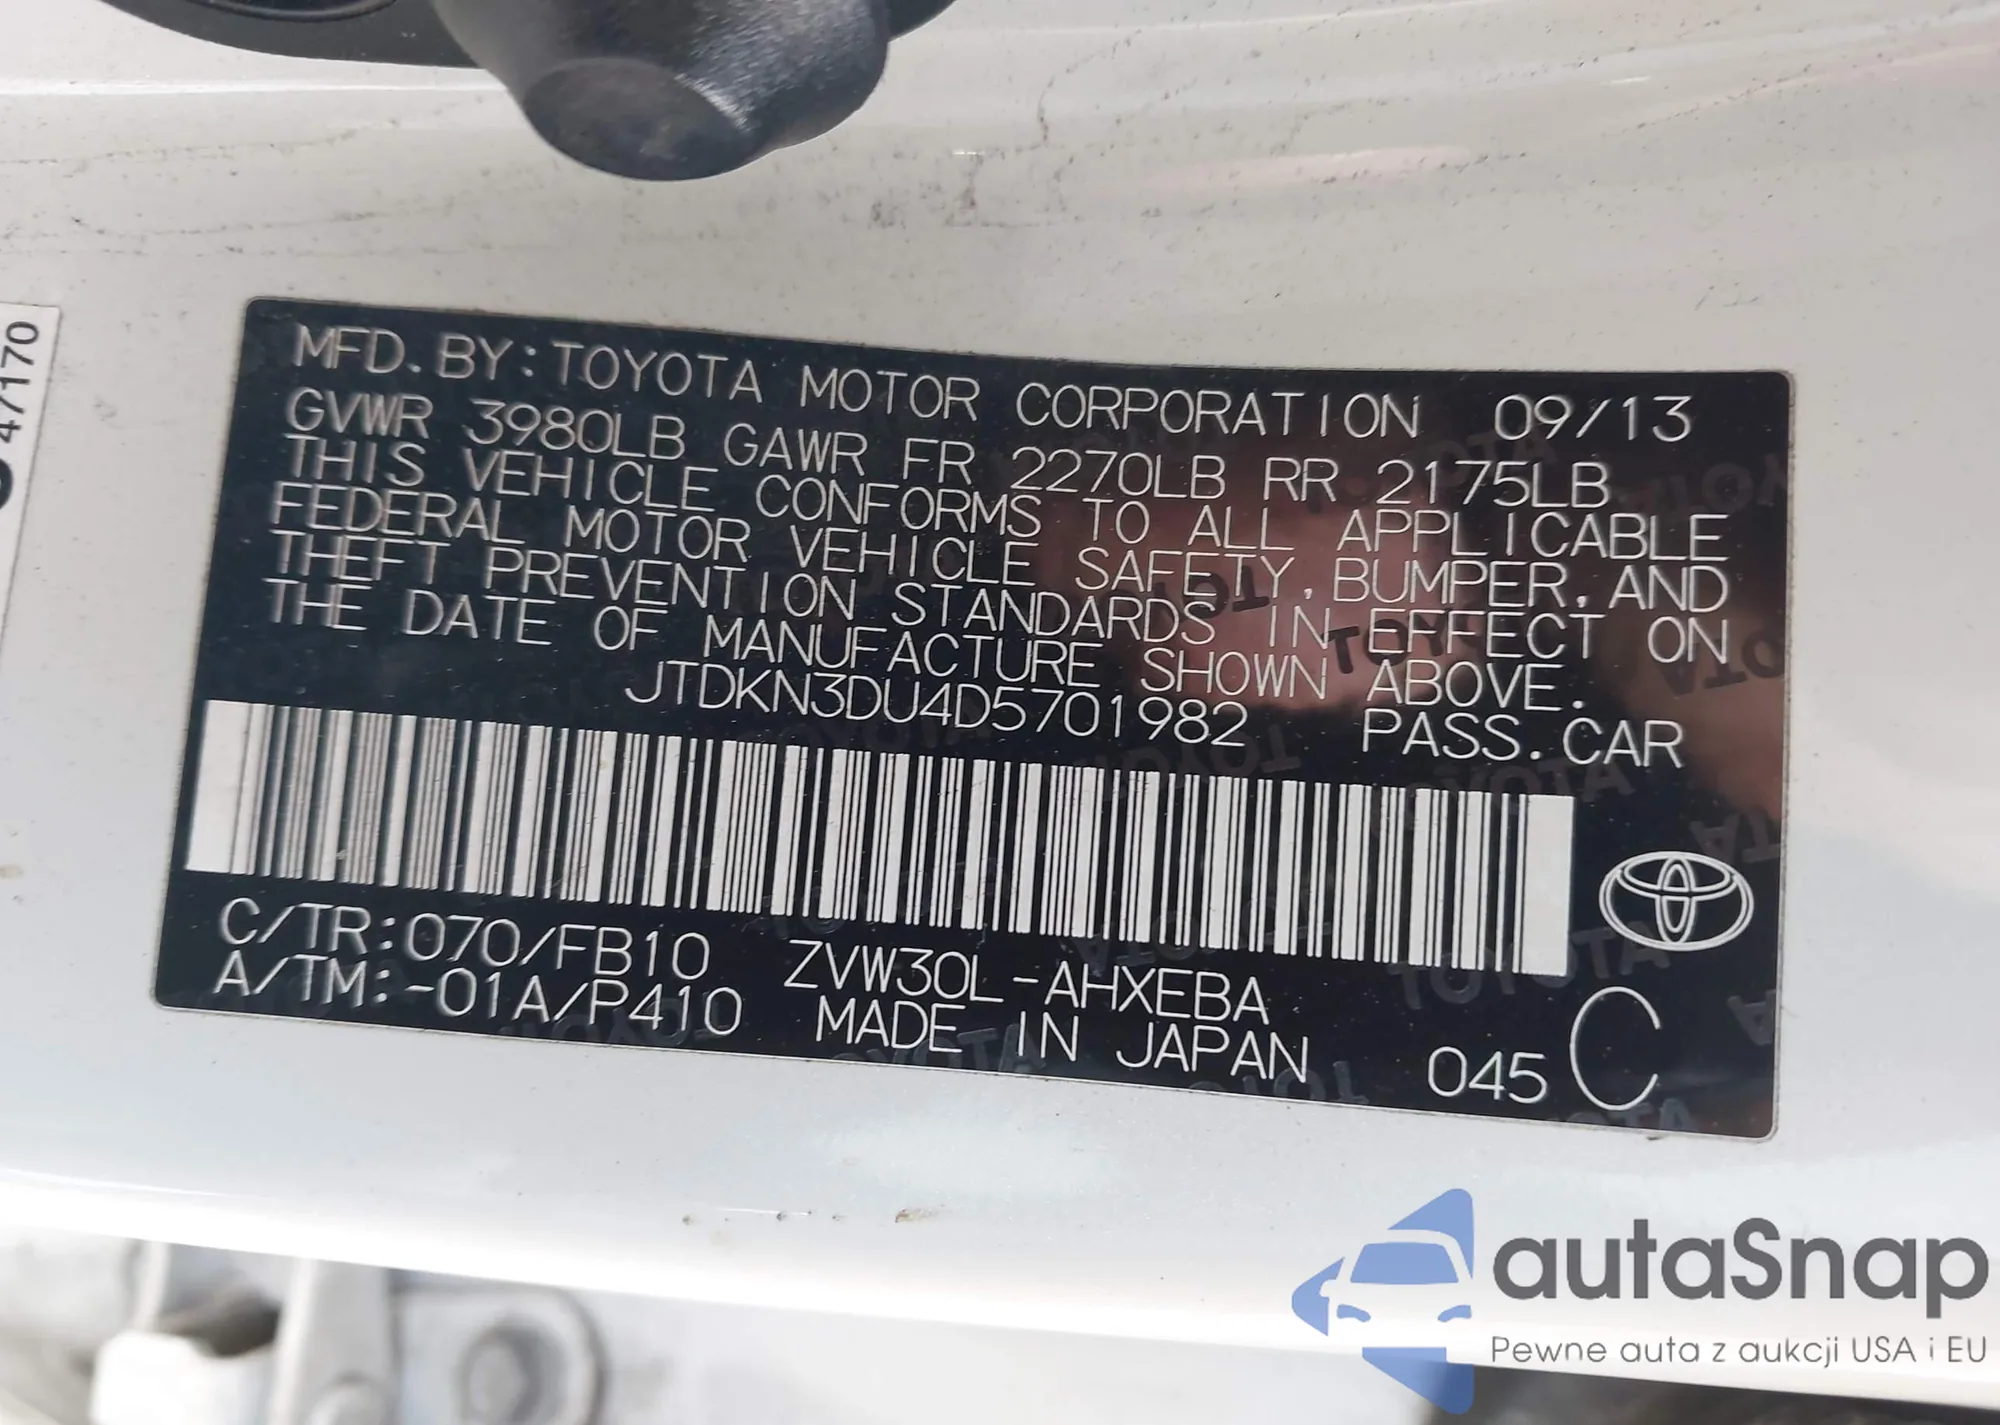 47170
MFD. BY: TOYOTA MOTOR CORPORATION 09/13
GVWR 3980LB GAWR FR 2270LB RR 2175LB
THIS VEHICLE CONFORMS TO ALL APPLICABLE
FEDERAL MOTOR VEHICLE SAFETY, BUMPER, AND
THEFT PREVENTION STANDARDS IN EFFECT ON
THE DATE OF MANUFACTURE SHOWN ABOVE.
JTDKN3DU4D5701982 PASS. CAR
C/TR: 070/FB10 ZVW30L-AHXEBA
A/TM: -01A/P410 MADE IN JAPAN 045 C
autaSnap
Pewne auta z aukcji USA i EU